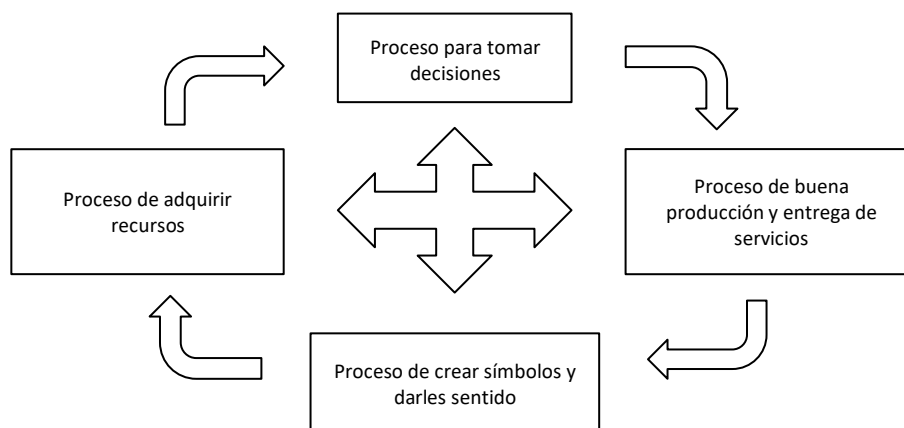 Proceso para tomar
decisiones
Proceso de adquirir
recursos
Proceso de buena
producción y entrega de
servicios
Proceso de crear símbolos y
darles sentido